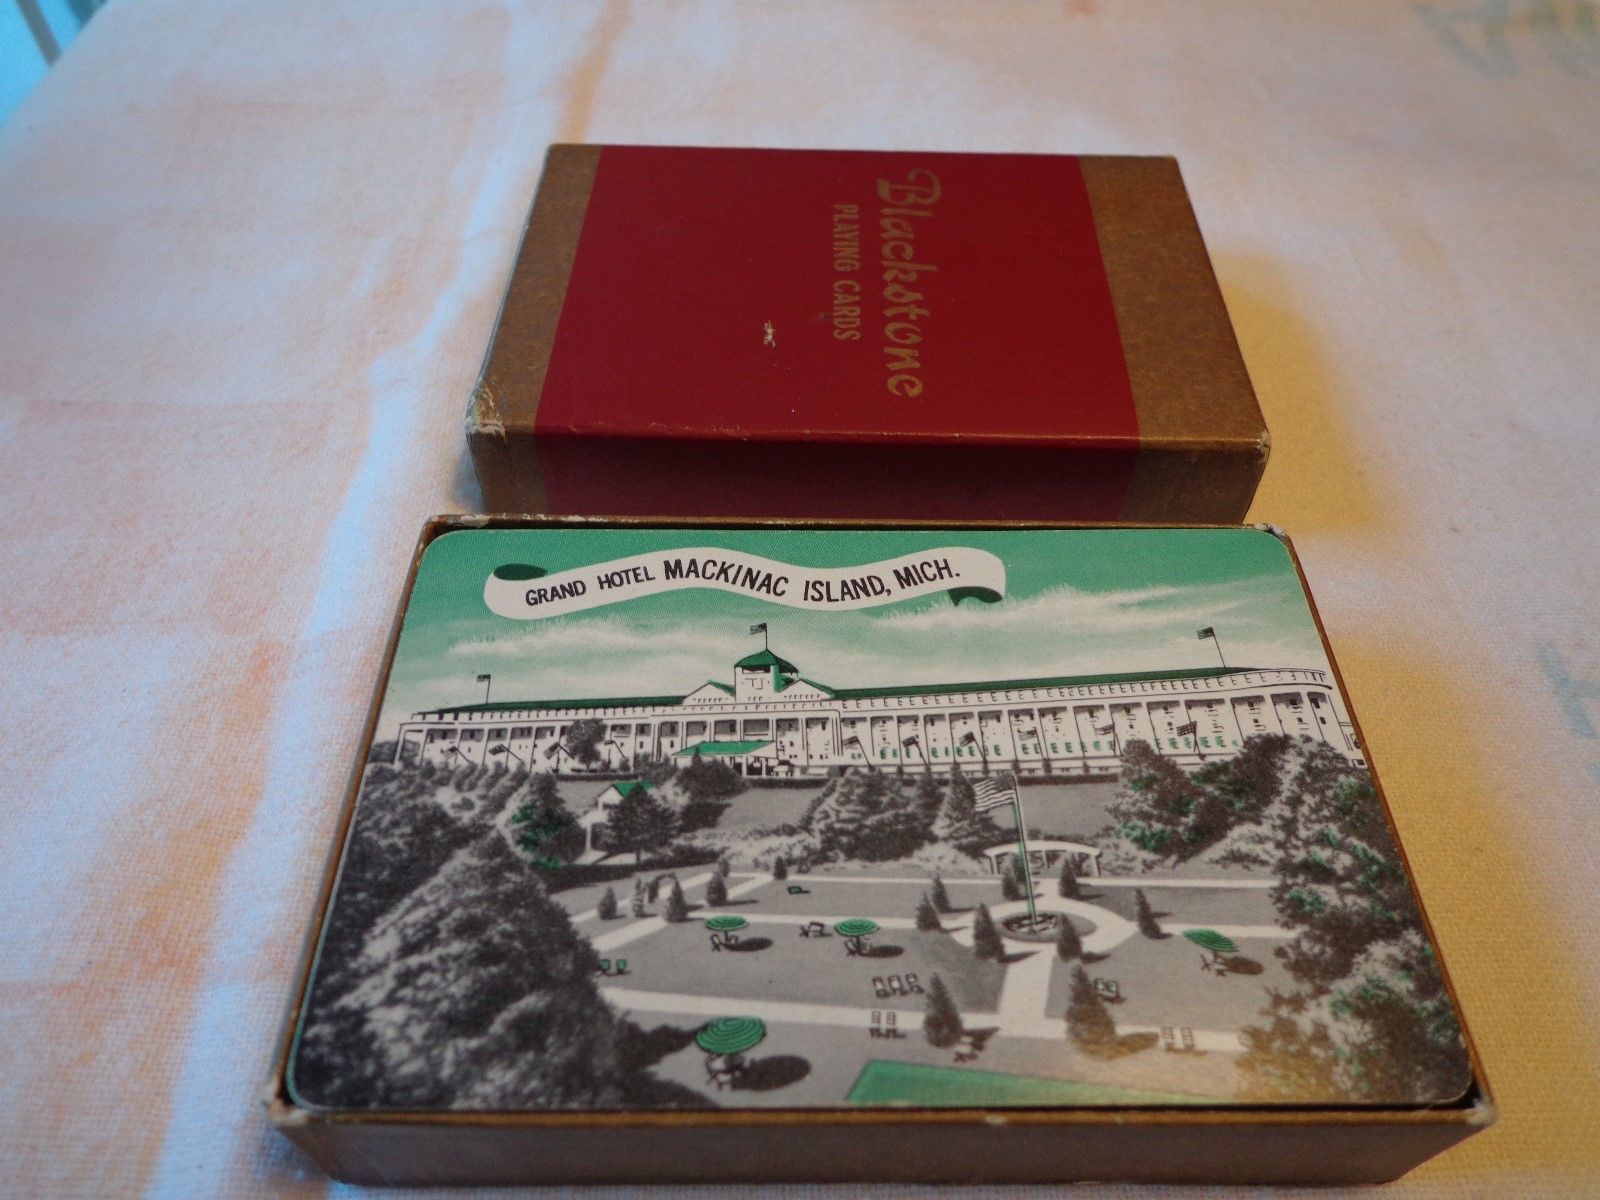 Blackstone
PLAYING CARDS
GRAND HOTEL MACKINAC ISLAND, MICH.